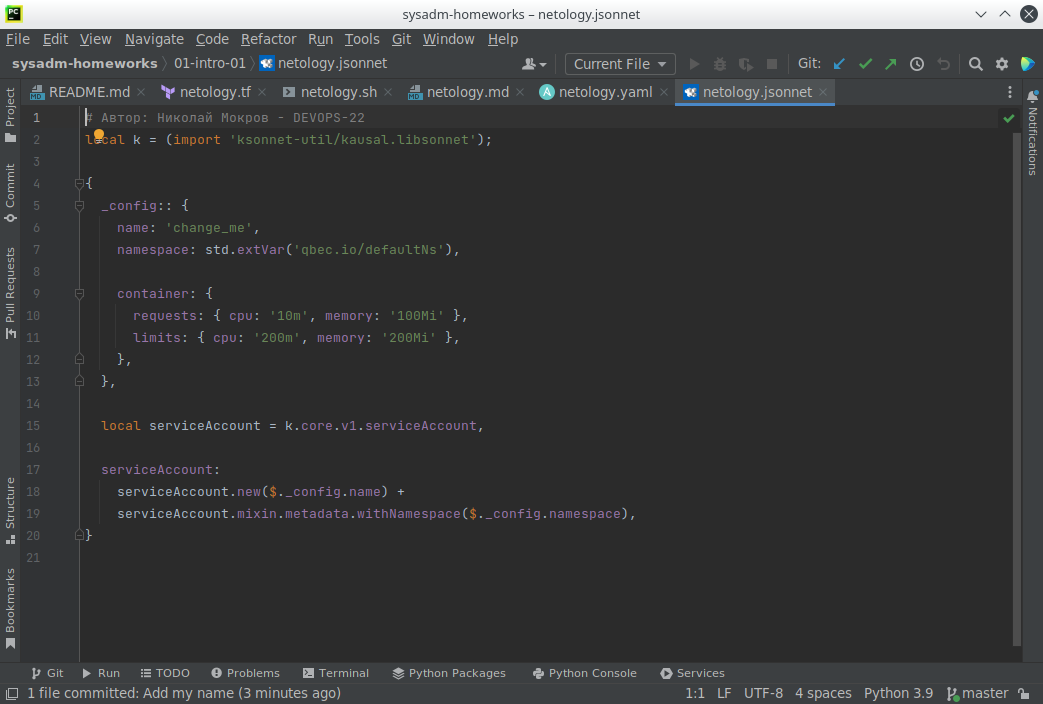 PC
sysadm-homeworks – netology.jsonnet
File Edit View Navigate Code Refactor Run Tools Git Window Help
sysadm-homeworks 01-intro-01 netology.jsonnet Current File Git:
README.md netology.tf netology.sh netology.md netology.yaml netology.jsonnet
Project
Commit
Pull Requests
Structure
Bookmarks
Notifications
1 # Автор: Николай Мокров - DEVOPS-22
2 local k = (import 'ksonnet-util/kausal.libsonnet');
3
4 {
5 _config:: {
6 name: 'change_me',
7 namespace: std.extVar('qbec.io/defaultNs'),
8
9 container: {
10 requests: { cpu: '10m', memory: '100Mi' },
11 limits: { cpu: '200m', memory: '200Mi' },
12 },
13 },
14
15 local serviceAccount = k.core.v1.serviceAccount,
16
17 serviceAccount:
18 serviceAccount.new($._config.name) +
19 serviceAccount.mixin.metadata.withNamespace($._config.namespace),
20 }
21
Git Run TODO Problems Terminal Python Packages Python Console Services
1 file committed: Add my name (3 minutes ago) 1:1 LF UTF-8 4 spaces Python 3.9 master